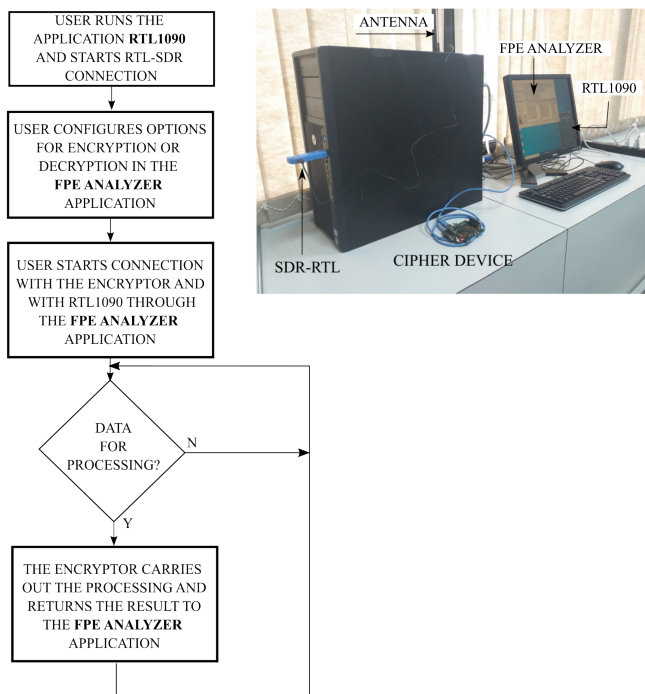 USER RUNS THE
APPLICATION RTL1090
AND STARTS RTL-SDR
CONNECTION
USER CONFIGURES OPTIONS
FOR ENCRYPTION OR
DECRYPTION IN THE
FPE ANALYZER
APPLICATION
USER STARTS CONNECTION
WITH THE ENCRYPTOR AND
WITH RTL1090 THROUGH
THE FPE ANALYZER
APPLICATION
DATA
FOR
PROCESSING?
N
Y
THE ENCRYPTOR CARRIES
OUT THE PROCESSING AND
RETURNS THE RESULT TO
THE FPE ANALYZER
APPLICATION
ANTENNA
FPE ANALYZER
RTL1090
SDR-RTL
CIPHER DEVICE